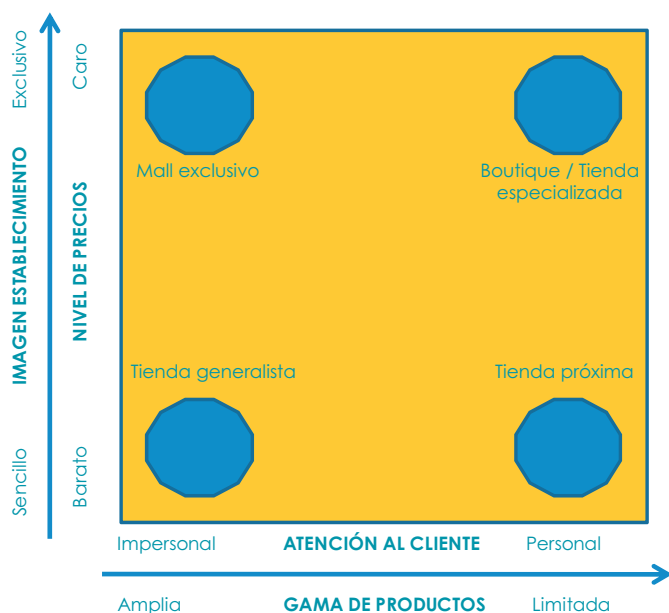 Exclusivo
IMAGEN ESTABLECIMIENTO
Sencillo
Caro
NIVEL DE PRECIOS
Barato
Mall exclusivo
Boutique / Tienda
especializada
Tienda generalista
Tienda próxima
Impersonal
ATENCIÓN AL CLIENTE
Personal
Amplia
GAMA DE PRODUCTOS
Limitada